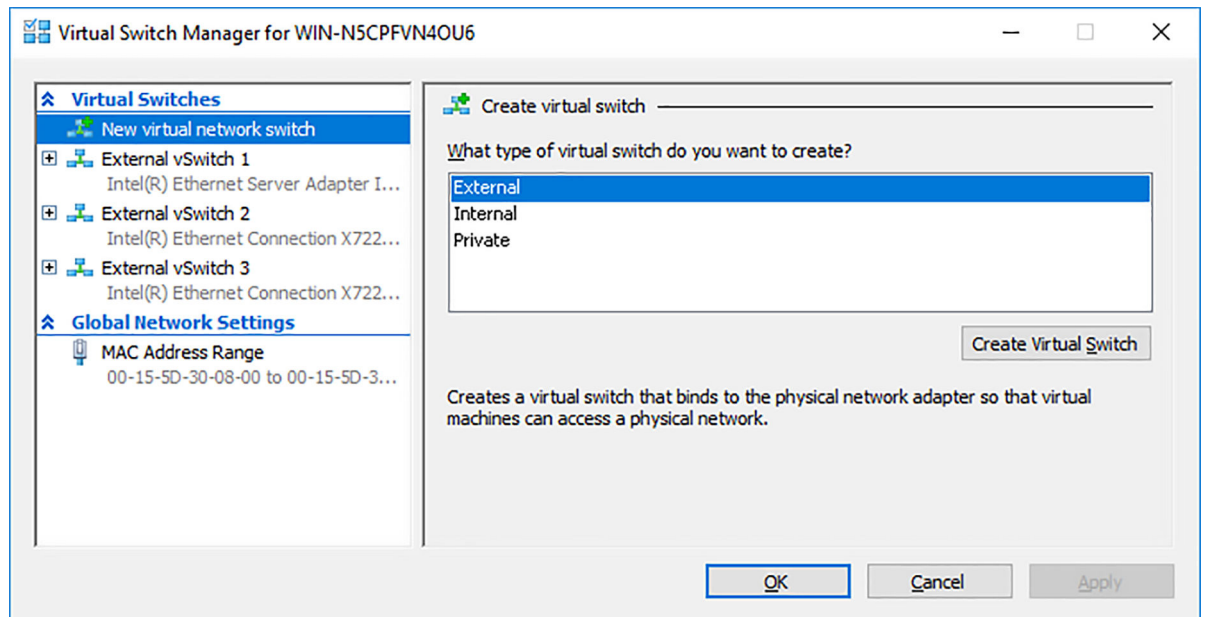 Virtual Switch Manager for WIN-N5CPFVN4OU6
Virtual Switches
New virtual network switch
External vSwitch 1
Intel(R) Ethernet Server Adapter I...
External vSwitch 2
Intel(R) Ethernet Connection X722...
External vSwitch 3
Intel(R) Ethernet Connection X722...
Global Network Settings
MAC Address Range
00-15-5D-30-08-00 to 00-15-5D-3...
Create virtual switch
What type of virtual switch do you want to create?
External
Internal
Private
Create Virtual Switch
Creates a virtual switch that binds to the physical network adapter so that virtual
machines can access a physical network.
OK
Cancel
Apply